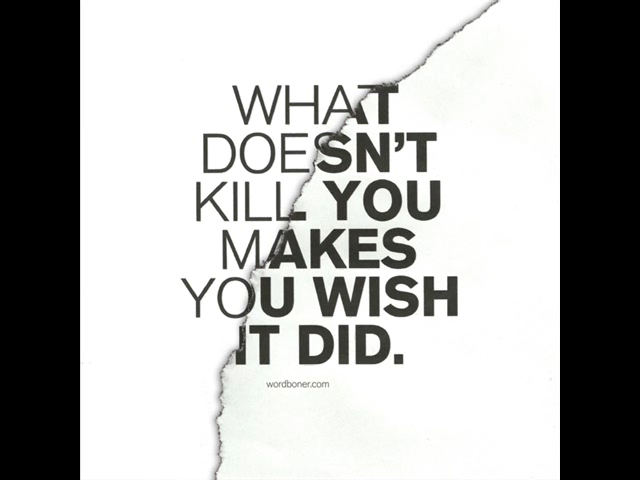 WHAT
DOESN'T
KILL YOU
MAKES
YOU WISH
IT DID.
wordboner.com